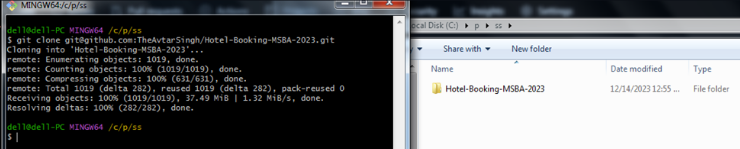 MINGW64:/c/p/ss
dell@dell-PC MINGW64 /c/p/ss
$ git clone git@github.com:TheAvtarSingh/Hotel-Booking-MSBA-2023.git
Cloning into 'Hotel-Booking-MSBA-2023'...
remote: Enumerating objects: 1019, done.
remote: Counting objects: 100% (1019/1019), done.
remote: Compressing objects: 100% (631/631), done.
remote: Total 1019 (delta 282), reused 1019 (delta 282), pack-reused 0
Receiving objects: 100% (1019/1019), 37.49 MiB | 1.32 MiB/s, done.
Resolving deltas: 100% (282/282), done.
dell@dell-PC MINGW64 /c/p/ss
$
ocal Disk (C:) ▸ p ▸ ss ▸
Share with ▾ New folder
Name Date modified Type
Hotel-Booking-MSBA-2023 12/14/2023 12:55 ... File folder